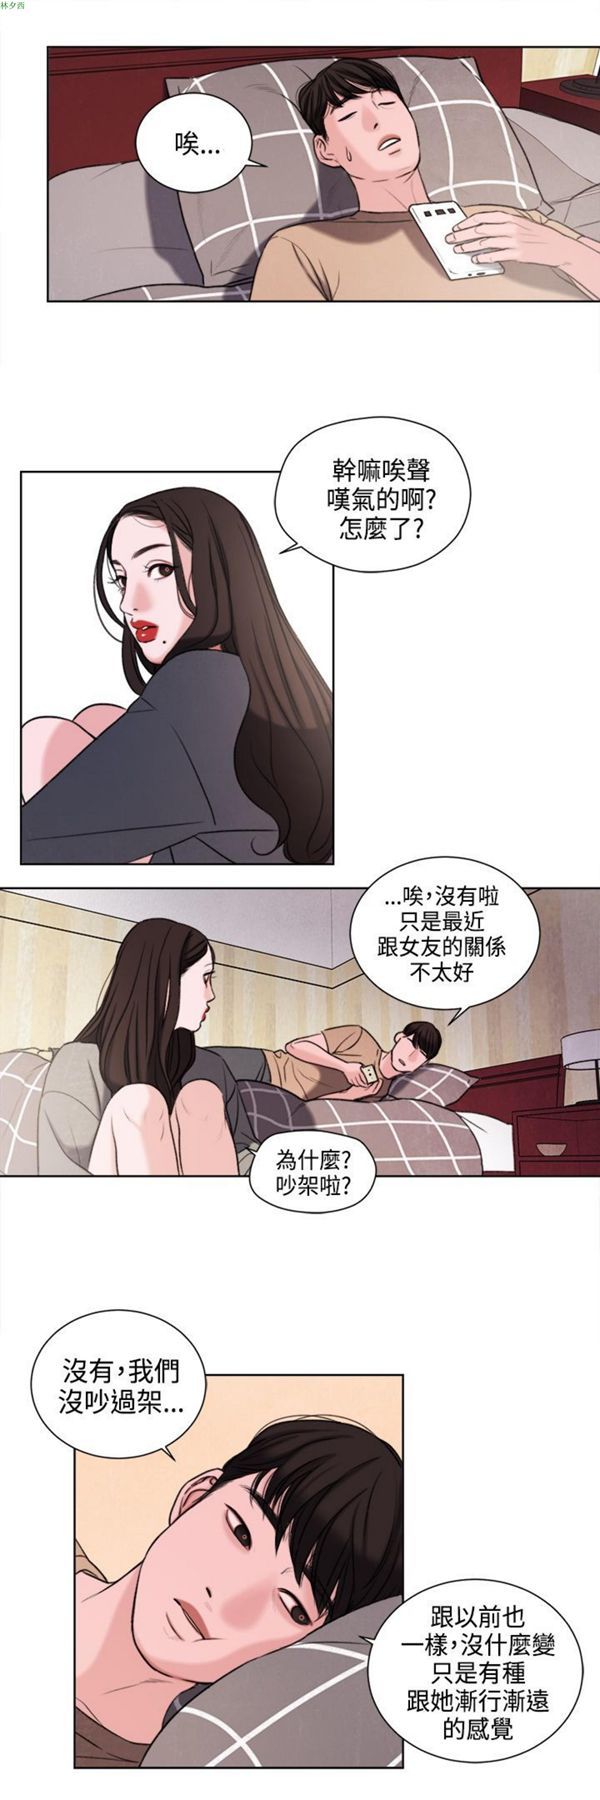 林夕西
唉…
幹嘛唉聲
嘆氣的啊?
怎麼了?
…唉,沒有啦
只是最近
跟女友的關係
不太好
為什麼?
吵架啦?
沒有,我們
沒吵過架…
跟以前也
一樣,沒什麼變
只是有種
跟她漸行漸遠
的感覺